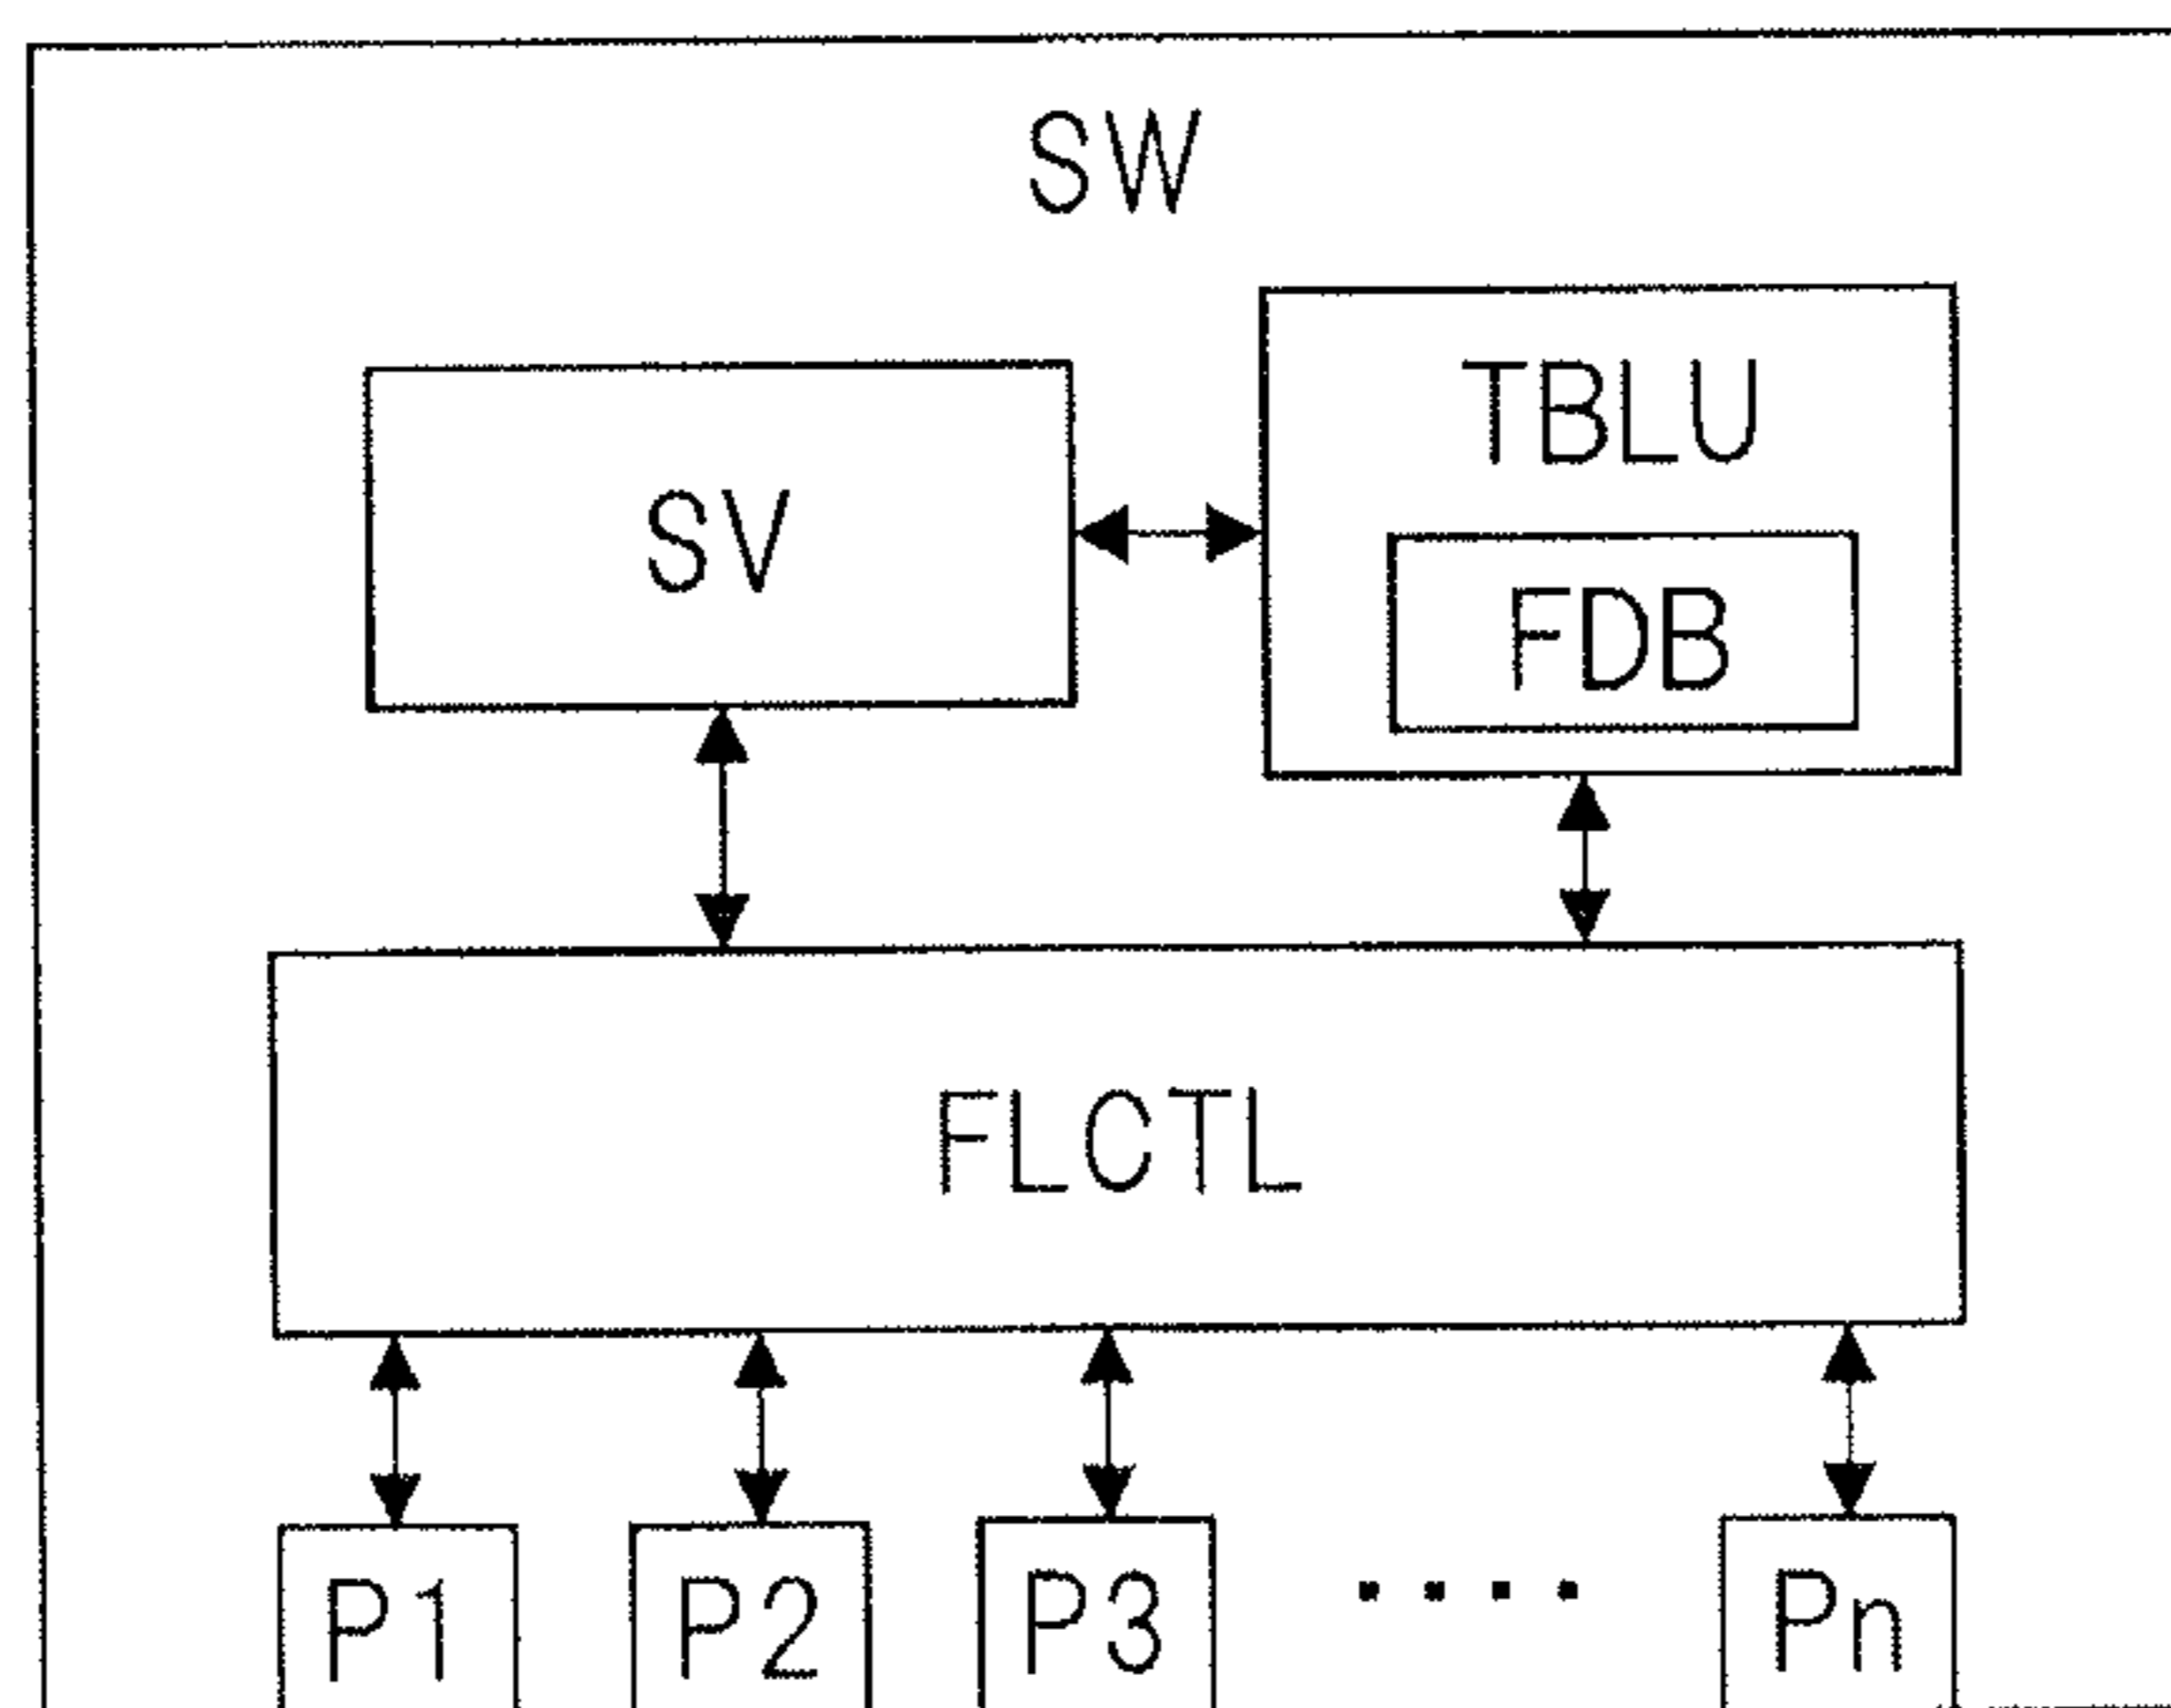 SW
TBLU
SV
FDB
FLCTL
P1 P2 P3 .... Pn